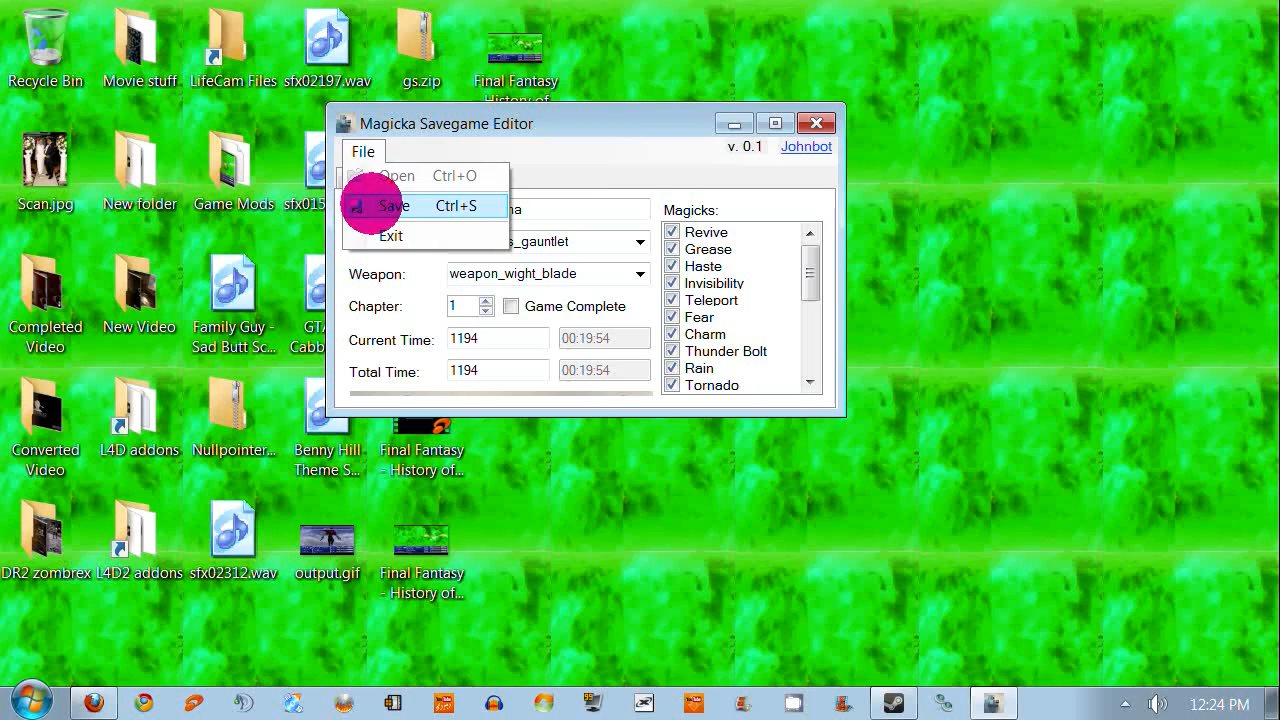 Recycle Bin
Movie stuff
LifeCam Files
sfx02197.wav
gs.zip
Final Fantasy
History of
Magicka Savegame Editor
File
v. 0.1
Johnbot
Open Ctrl+O
Save Ctrl+S
Exit
_gauntlet
Weapon:
weapon_wight_blade
Chapter:
1
Game Complete
Current Time:
1194
00:19:54
Total Time:
1194
00:19:54
Magicks:
Revive
Grease
Haste
Invisibility
Teleport
Fear
Charm
Thunder Bolt
Rain
Tornado
Scan.jpg
New folder
Game Mods
sfx015
Completed
Video
New Video
Family Guy -
Sad Butt Sc...
GTA
Cabb
Converted
Video
L4D addons
Nullpointer...
Benny Hill
Theme S...
Final Fantasy
- History of...
DR2 zombrex
L4D2 addons
sfx02312.wav
output.gif
Final Fantasy
- History of...
12:24 PM